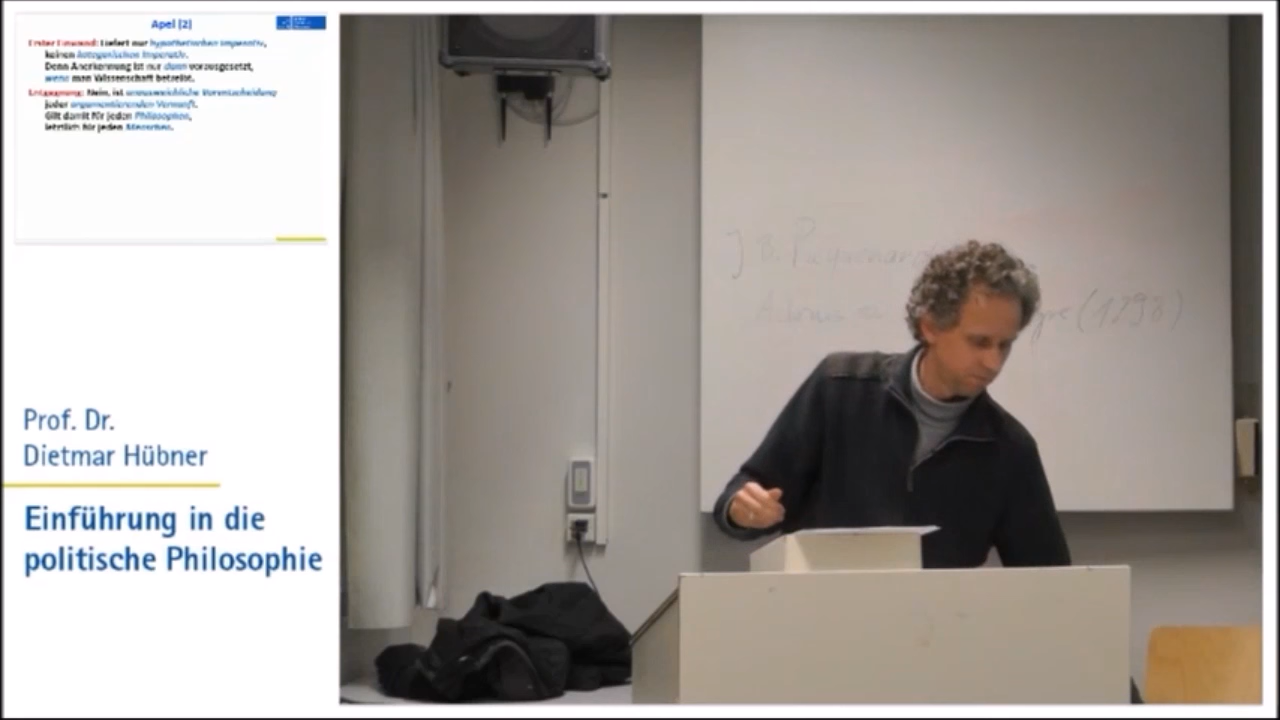 Apel (2)
Erster Einwand: Liefert nur hypothetischen Imperativ,
keinen kategorischen Imperativ.
Denn Anerkennung ist nur dann vorausgesetzt,
wenn man Wissenschaft betreibt.
Entgegnung: Nein, ist unausweichliche Vorentscheidung
jeder argumentierenden Vernunft.
Gilt damit für jeden Philosophen,
letztlich für jeden Menschen.
Prof. Dr.
Dietmar Hübner
Einführung in die
politische Philosophie
(1298)